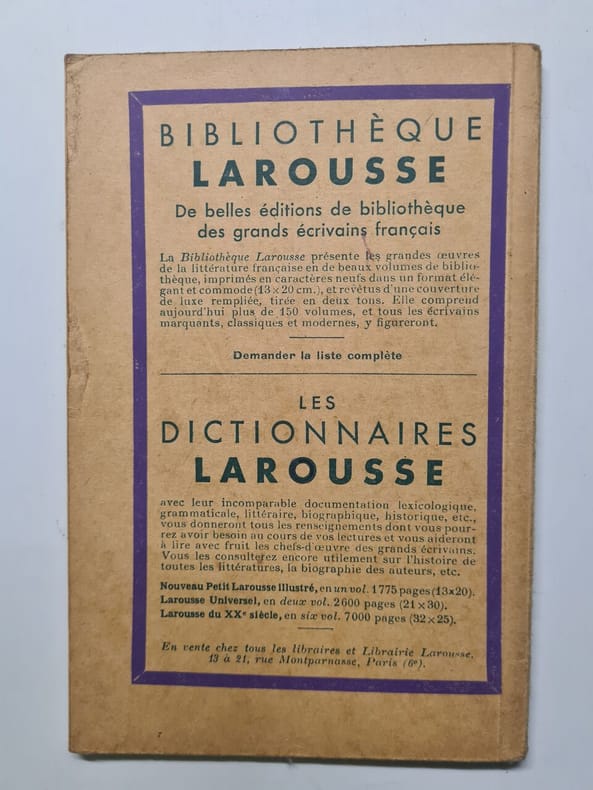 BIBLIOTHÈQUE
LAROUSSE
De belles éditions de bibliothèque
des grands écrivains français
La Bibliothèque Larousse présente les grandes œuvres
de la littérature française en de beaux volumes de biblio-
thèque, imprimés en caractères neufs dans un format élé-
gant et commode (13 × 20 cm.), et revêtus d'une couverture
de luxe rempliée, tirée en deux tons. Elle comprend
aujourd'hui plus de 150 volumes, et tous les écrivains
marquants, classiques et modernes, y figureront.
Demander la liste complète
LES
DICTIONNAIRES
LAROUSSE
avec leur incomparable documentation lexicologique,
grammaticale, littéraire, biographique, historique, etc.,
vous donneront tous les renseignements dont vous pour-
rez avoir besoin au cours de vos lectures et vous aideront
à lire avec fruit les chefs-d'œuvre des grands écrivains.
Vous les consulterez encore utilement sur l'histoire de
toutes les littératures, la biographie des auteurs, etc.
Nouveau Petit Larousse Illustré, en un vol. 1775 pages (13×20).
Larousse Universel, en deux vol. 2600 pages (21 × 30).
Larousse du XXe siècle, en six vol. 7000 pages (32 × 25).
En vente chez tous les libraires et Librairie Larousse,
13 à 21, rue Montparnasse, Paris (6e).